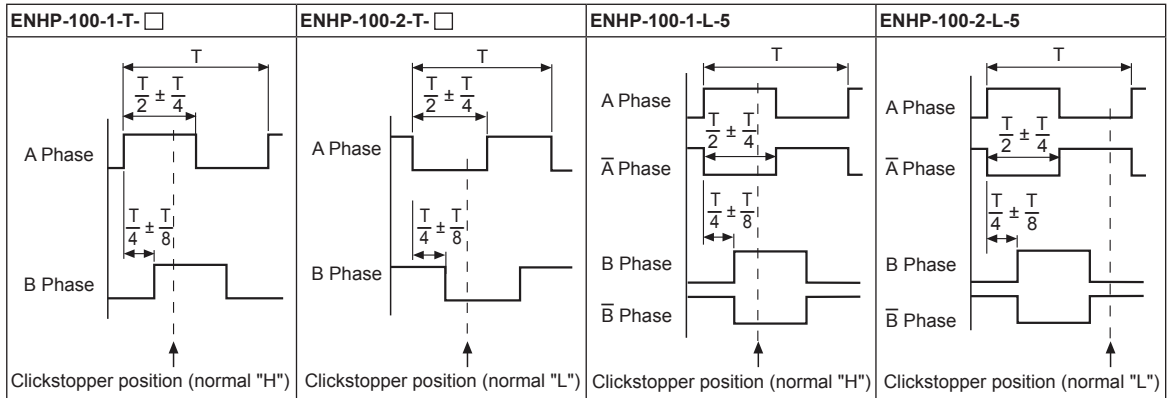 ENHP-100-1-T-□
T
T/2 ± T/4
A Phase
T/4 ± T/8
B Phase
Clickstopper position (normal "H")
ENHP-100-2-T-□
T
T/2 ± T/4
A Phase
T/4 ± T/8
B Phase
Clickstopper position (normal "L")
ENHP-100-1-L-5
T
A Phase
T/2 ± T/4
A̅ Phase
T/4 ± T/8
B Phase
B̅ Phase
Clickstopper position (normal "H")
ENHP-100-2-L-5
T
A Phase
T/2 ± T/4
A̅ Phase
T/4 ± T/8
B Phase
B̅ Phase
Clickstopper position (normal "L")